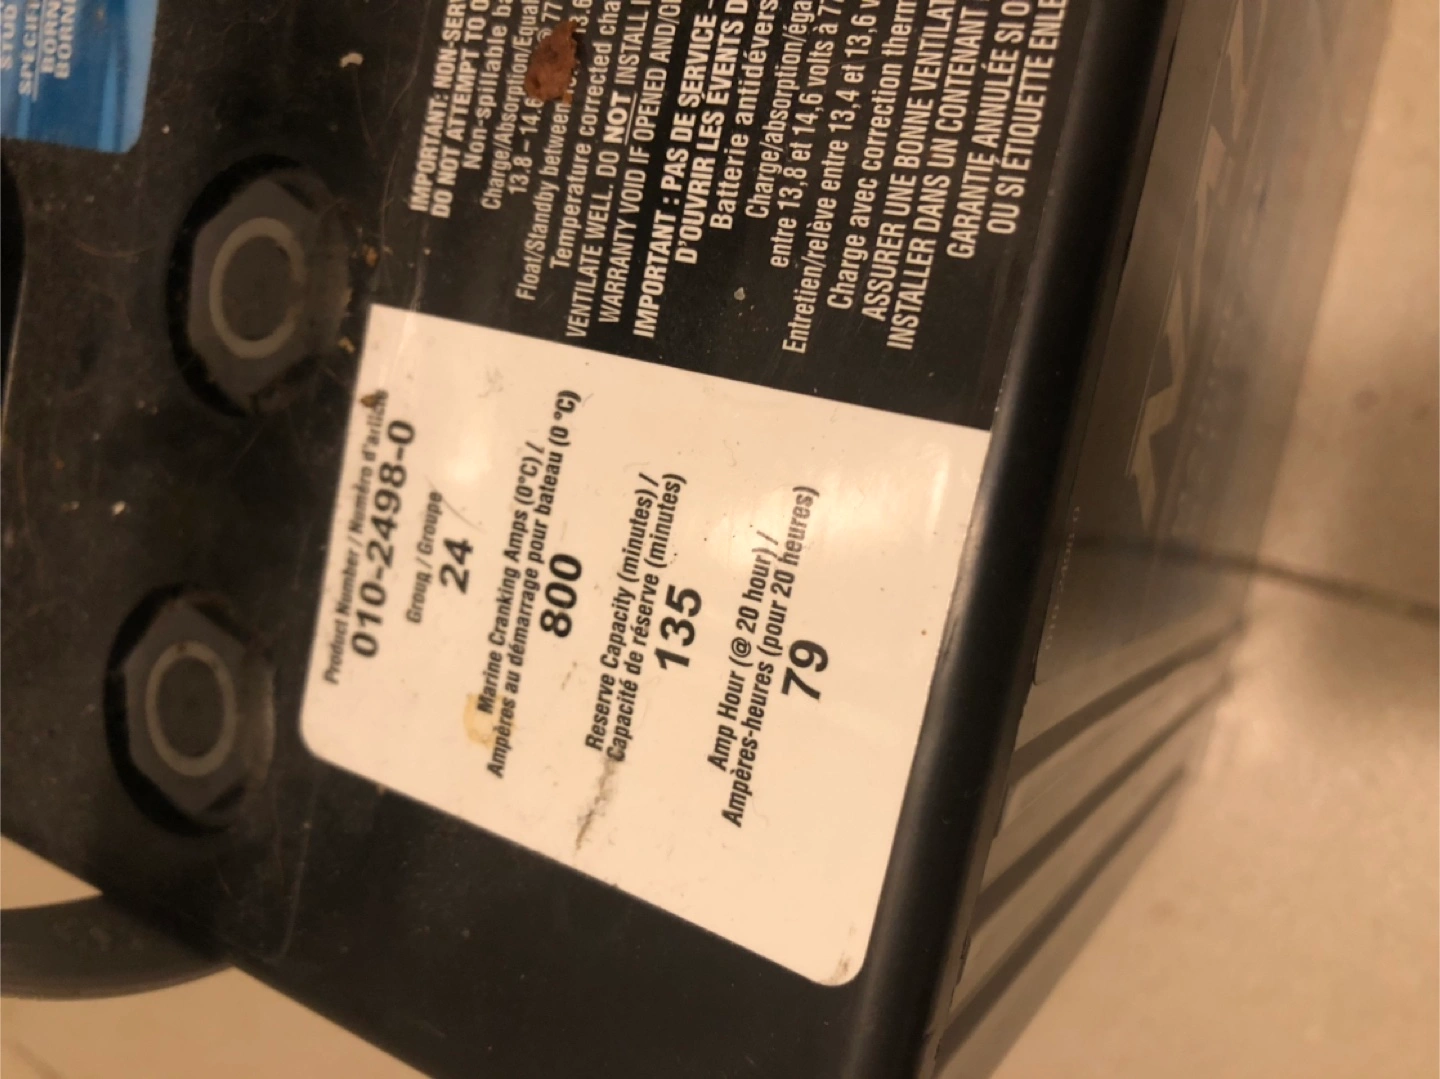 SPÉCIFI
BORN
BORNE
IMPORTANT: NON-SERV
DO NOT ATTEMPT TO O
Non-spillable ba
Charge/Absorption/Equal
13.8 – 14.6
Float/Standby between
Temperature corrected cha
VENTILATE WELL. DO NOT INSTALL I
WARRANTY VOID IF OPENED AND/O
IMPORTANT : PAS DE SERVICE –
D'OUVRIR LES ÉVENTS D
Batterie antidévers
Charge/absorption/éga
entre 13,8 et 14,6 volts à 77
Entretien/relève entre 13,4 et 13,6 v
Charge avec correction therm
ASSURER UNE BONNE VENTILAT
INSTALLER DANS UN CONTENANT
GARANTIE ANNULÉE SI O
OU SI ÉTIQUETTE ENLE
Product Number / Numéro d'article
010-2498-0
Group / Groupe
24
Marine Cranking Amps (0°C) /
Ampères au démarrage pour bateau (0 °C)
800
Reserve Capacity (minutes) /
Capacité de réserve (minutes)
135
Amp Hour (@ 20 hour) /
Ampères-heures (pour 20 heures)
79